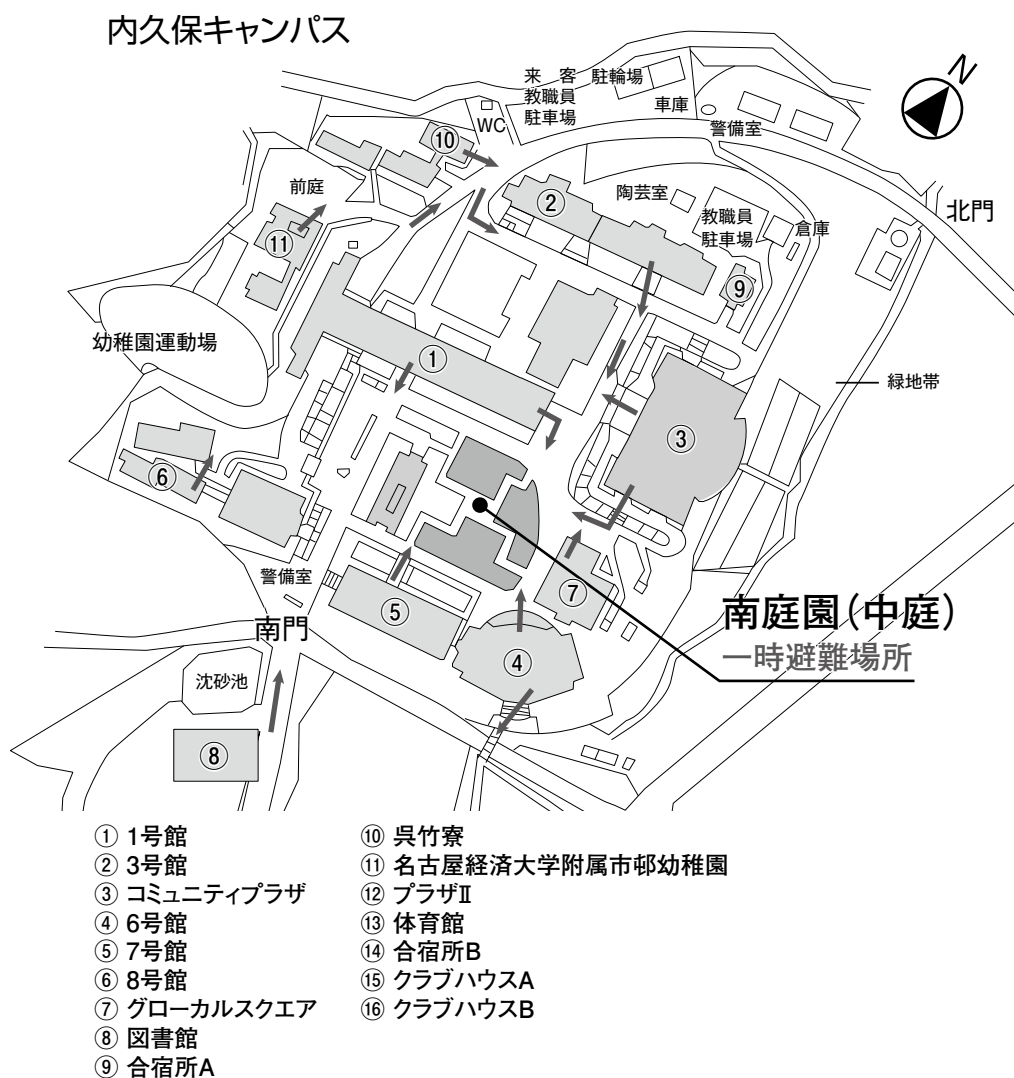 内久保キャンパス
N
来 客 駐輪場
教職員
駐車場
車庫
WC
警備室
⑩
前庭
②
陶芸室
教職員
駐車場
倉庫
北門
⑪
⑨
幼稚園運動場
①
緑地帯
③
⑥
警備室
⑤
⑦
南庭園(中庭)
一時避難場所
南門
④
沈砂池
⑧
① 1号館
② 3号館
③ コミュニティプラザ
④ 6号館
⑤ 7号館
⑥ 8号館
⑦ グローカルスクエア
⑧ 図書館
⑨ 合宿所A
⑩ 呉竹寮
⑪ 名古屋経済大学附属市邨幼稚園
⑫ プラザⅡ
⑬ 体育館
⑭ 合宿所B
⑮ クラブハウスA
⑯ クラブハウスB